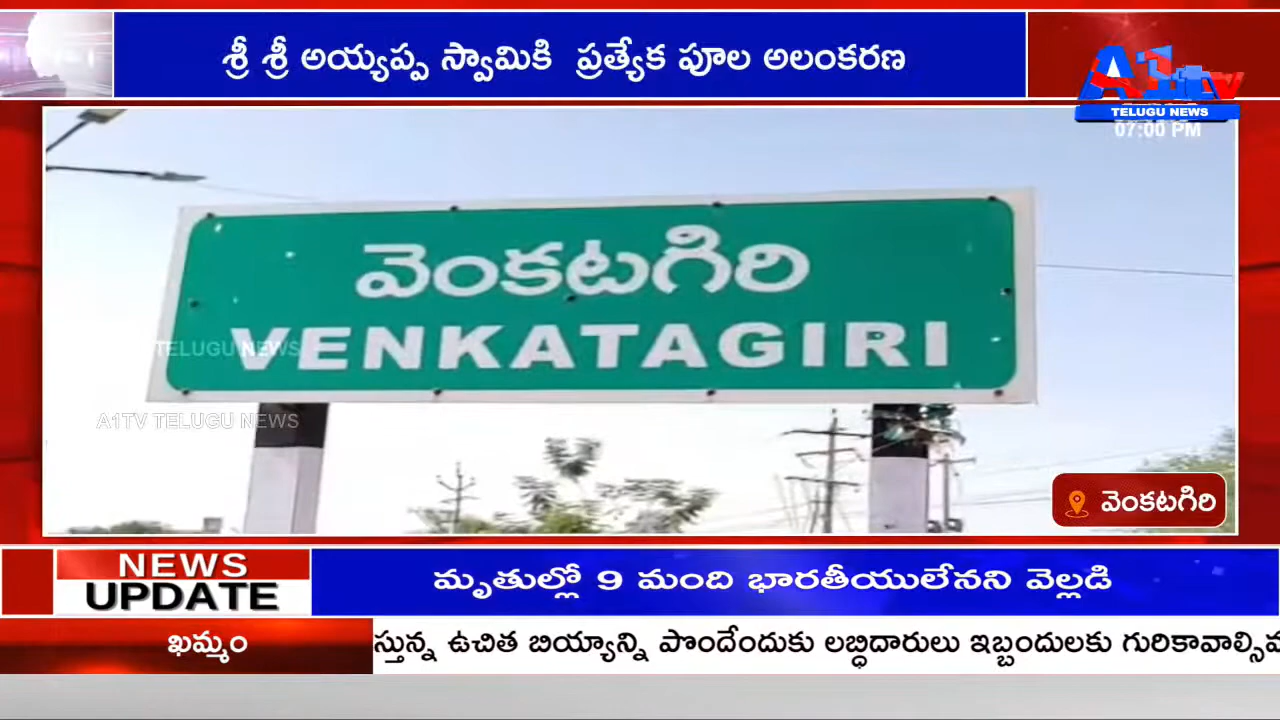 శ్రీ శ్రీ అయ్యప్ప స్వామికి ప్రత్యేక పూల అలంకరణ
A1TV
TELUGU NEWS
07:00 PM
వెంకటగిరి
VENKATAGIRI
TELUGU NEWS
A1TV TELUGU NEWS
వెంకటగిరి
NEWS
UPDATE
మృతుల్లో 9 మంది భారతీయులేనని వెల్లడి
ఖమ్మం
స్తున్న ఉచిత బియ్యాన్ని పొందేందుకు లబ్ధిదారులు ఇబ్బందులకు